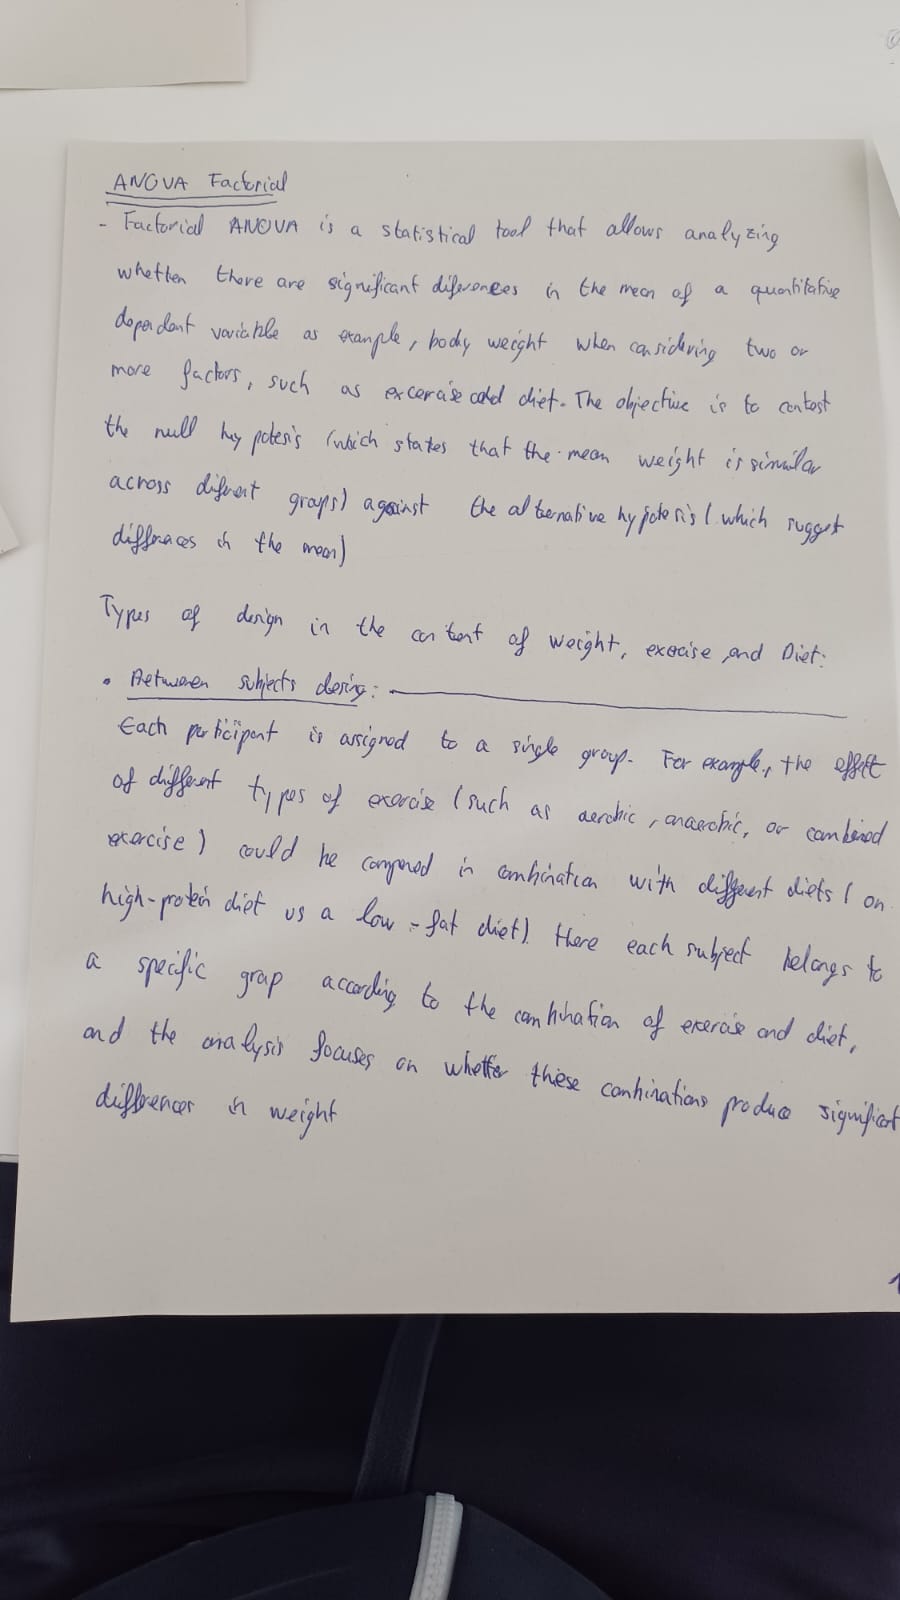 ANOVA Factorial
- Factorial ANOVA is a statistical tool that allows analyzing
whetten there are significant diferences in the mean of a quantitative
dependent variable as example, body weight when considering two or
more factors, such as excercise and diet. The objective is to contest
the null hypotesis (which states that the mean weight is similar
across diferent groups) against the alternative hypotesis (which suggest
differences in the mean)
Types of design in the context of weight, exercise and Diet:
• Between subjects desing:
Each participant is assigned to a single group. For example, the effect
of different types of exercise (such as aerobic, anaerobic, or combined
exercise) could be compared in combination with different diets (on
high-protein diet vs a low-fat diet). Here each subject belongs to
a specific group according to the combination of exercise and diet,
and the analysis focuses on whether these combinations produce significant
differences in weight